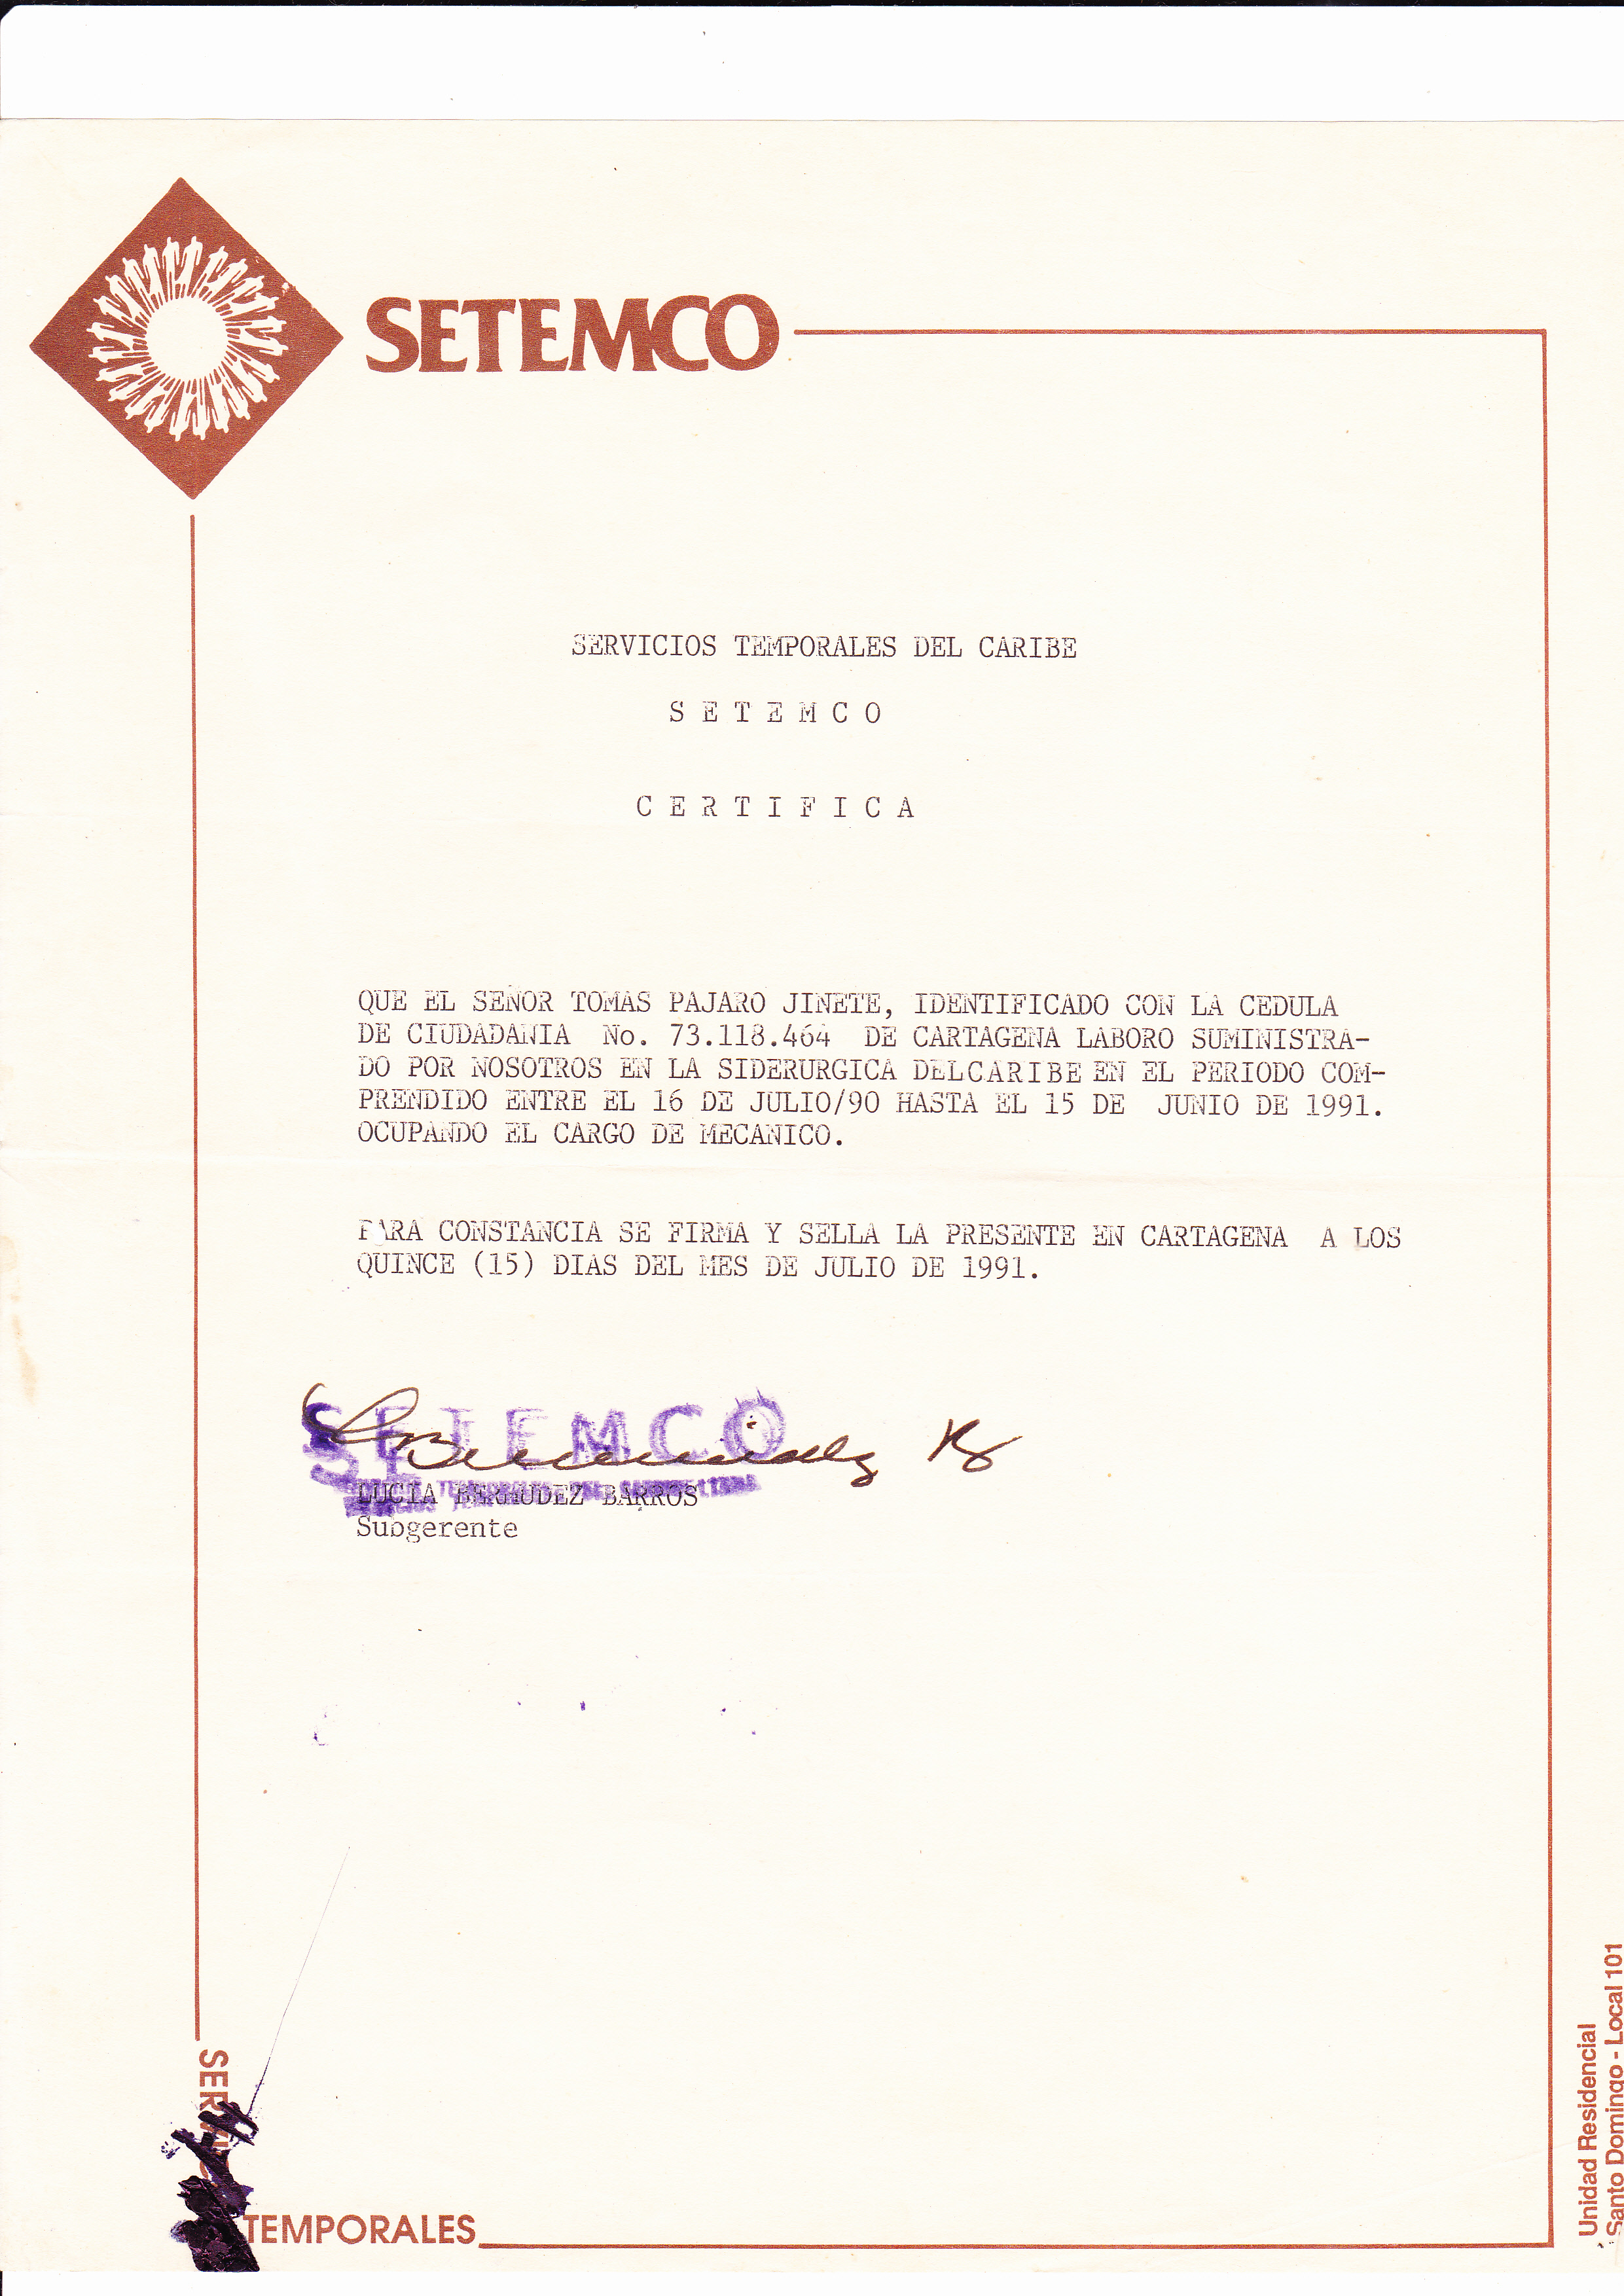 SETEMCO
SERVICIOS TEMPORALES DEL CARIBE
S E T E M C O
C E R T I F I C A
QUE EL SEÑOR TOMAS PAJARO JINETE, IDENTIFICADO CON LA CEDULA
DE CIUDADANIA No. 73.118.464 DE CARTAGENA LABORO SUMINISTRA-
DO POR NOSOTROS EN LA SIDERURGICA DELCARIBE EN EL PERIODO COM-
PRENDIDO ENTRE EL 16 DE JULIO/90 HASTA EL 15 DE JUNIO DE 1991.
OCUPANDO EL CARGO DE MECANICO.
PARA CONSTANCIA SE FIRMA Y SELLA LA PRESENTE EN CARTAGENA A LOS
QUINCE (15) DIAS DEL MES DE JULIO DE 1991.
SETEMCO
LUCIA BERMUDEZ BARROS
Subgerente
TEMPORALES
Unidad Residencial
Santo Domingo - Local 101